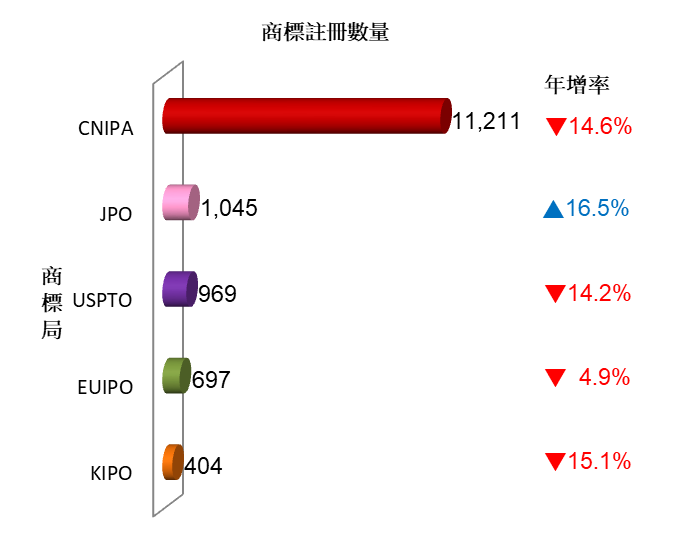 商標註冊數量
年增率
CNIPA 11,211 ▼14.6%
JPO 1,045 ▲16.5%
商標局
USPTO 969 ▼14.2%
EUIPO 697 ▼ 4.9%
KIPO 404 ▼15.1%